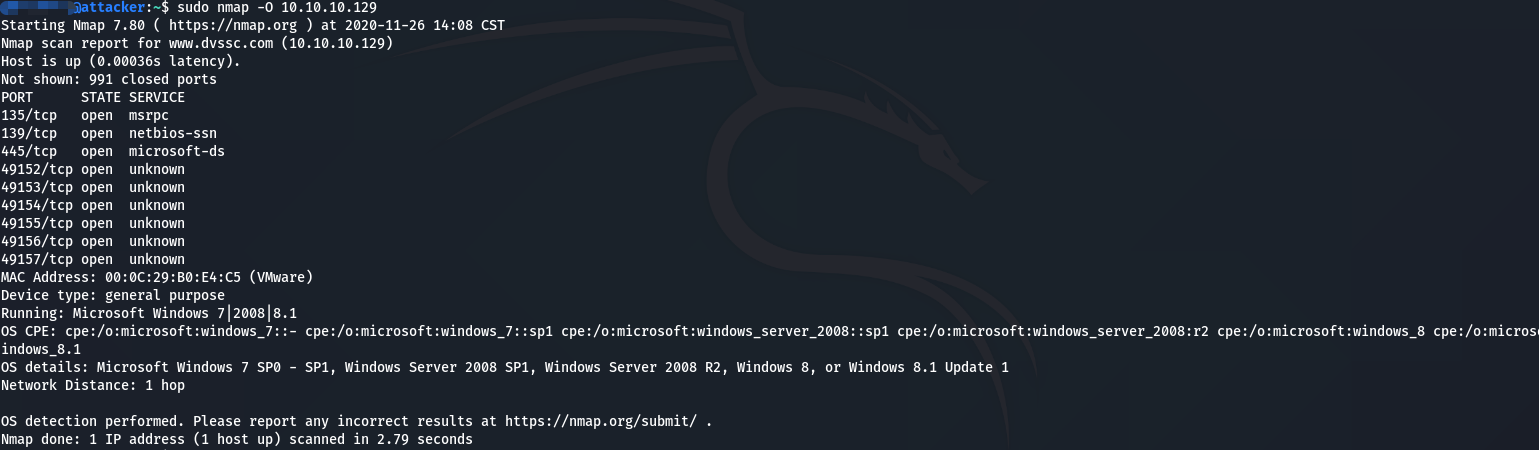 @attacker:~$ sudo nmap -O 10.10.10.129
Starting Nmap 7.80 ( https://nmap.org ) at 2020-11-26 14:08 CST
Nmap scan report for www.dvssc.com (10.10.10.129)
Host is up (0.00036s latency).
Not shown: 991 closed ports
PORT      STATE SERVICE
135/tcp   open  msrpc
139/tcp   open  netbios-ssn
445/tcp   open  microsoft-ds
49152/tcp open  unknown
49153/tcp open  unknown
49154/tcp open  unknown
49155/tcp open  unknown
49156/tcp open  unknown
49157/tcp open  unknown
MAC Address: 00:0C:29:B0:E4:C5 (VMware)
Device type: general purpose
Running: Microsoft Windows 7|2008|8.1
OS CPE: cpe:/o:microsoft:windows_7::- cpe:/o:microsoft:windows_7::sp1 cpe:/o:microsoft:windows_server_2008::sp1 cpe:/o:microsoft:windows_server_2008:r2 cpe:/o:microsoft:windows_8 cpe:/o:micros
indows_8.1
OS details: Microsoft Windows 7 SP0 - SP1, Windows Server 2008 SP1, Windows Server 2008 R2, Windows 8, or Windows 8.1 Update 1
Network Distance: 1 hop
OS detection performed. Please report any incorrect results at https://nmap.org/submit/ .
Nmap done: 1 IP address (1 host up) scanned in 2.79 seconds